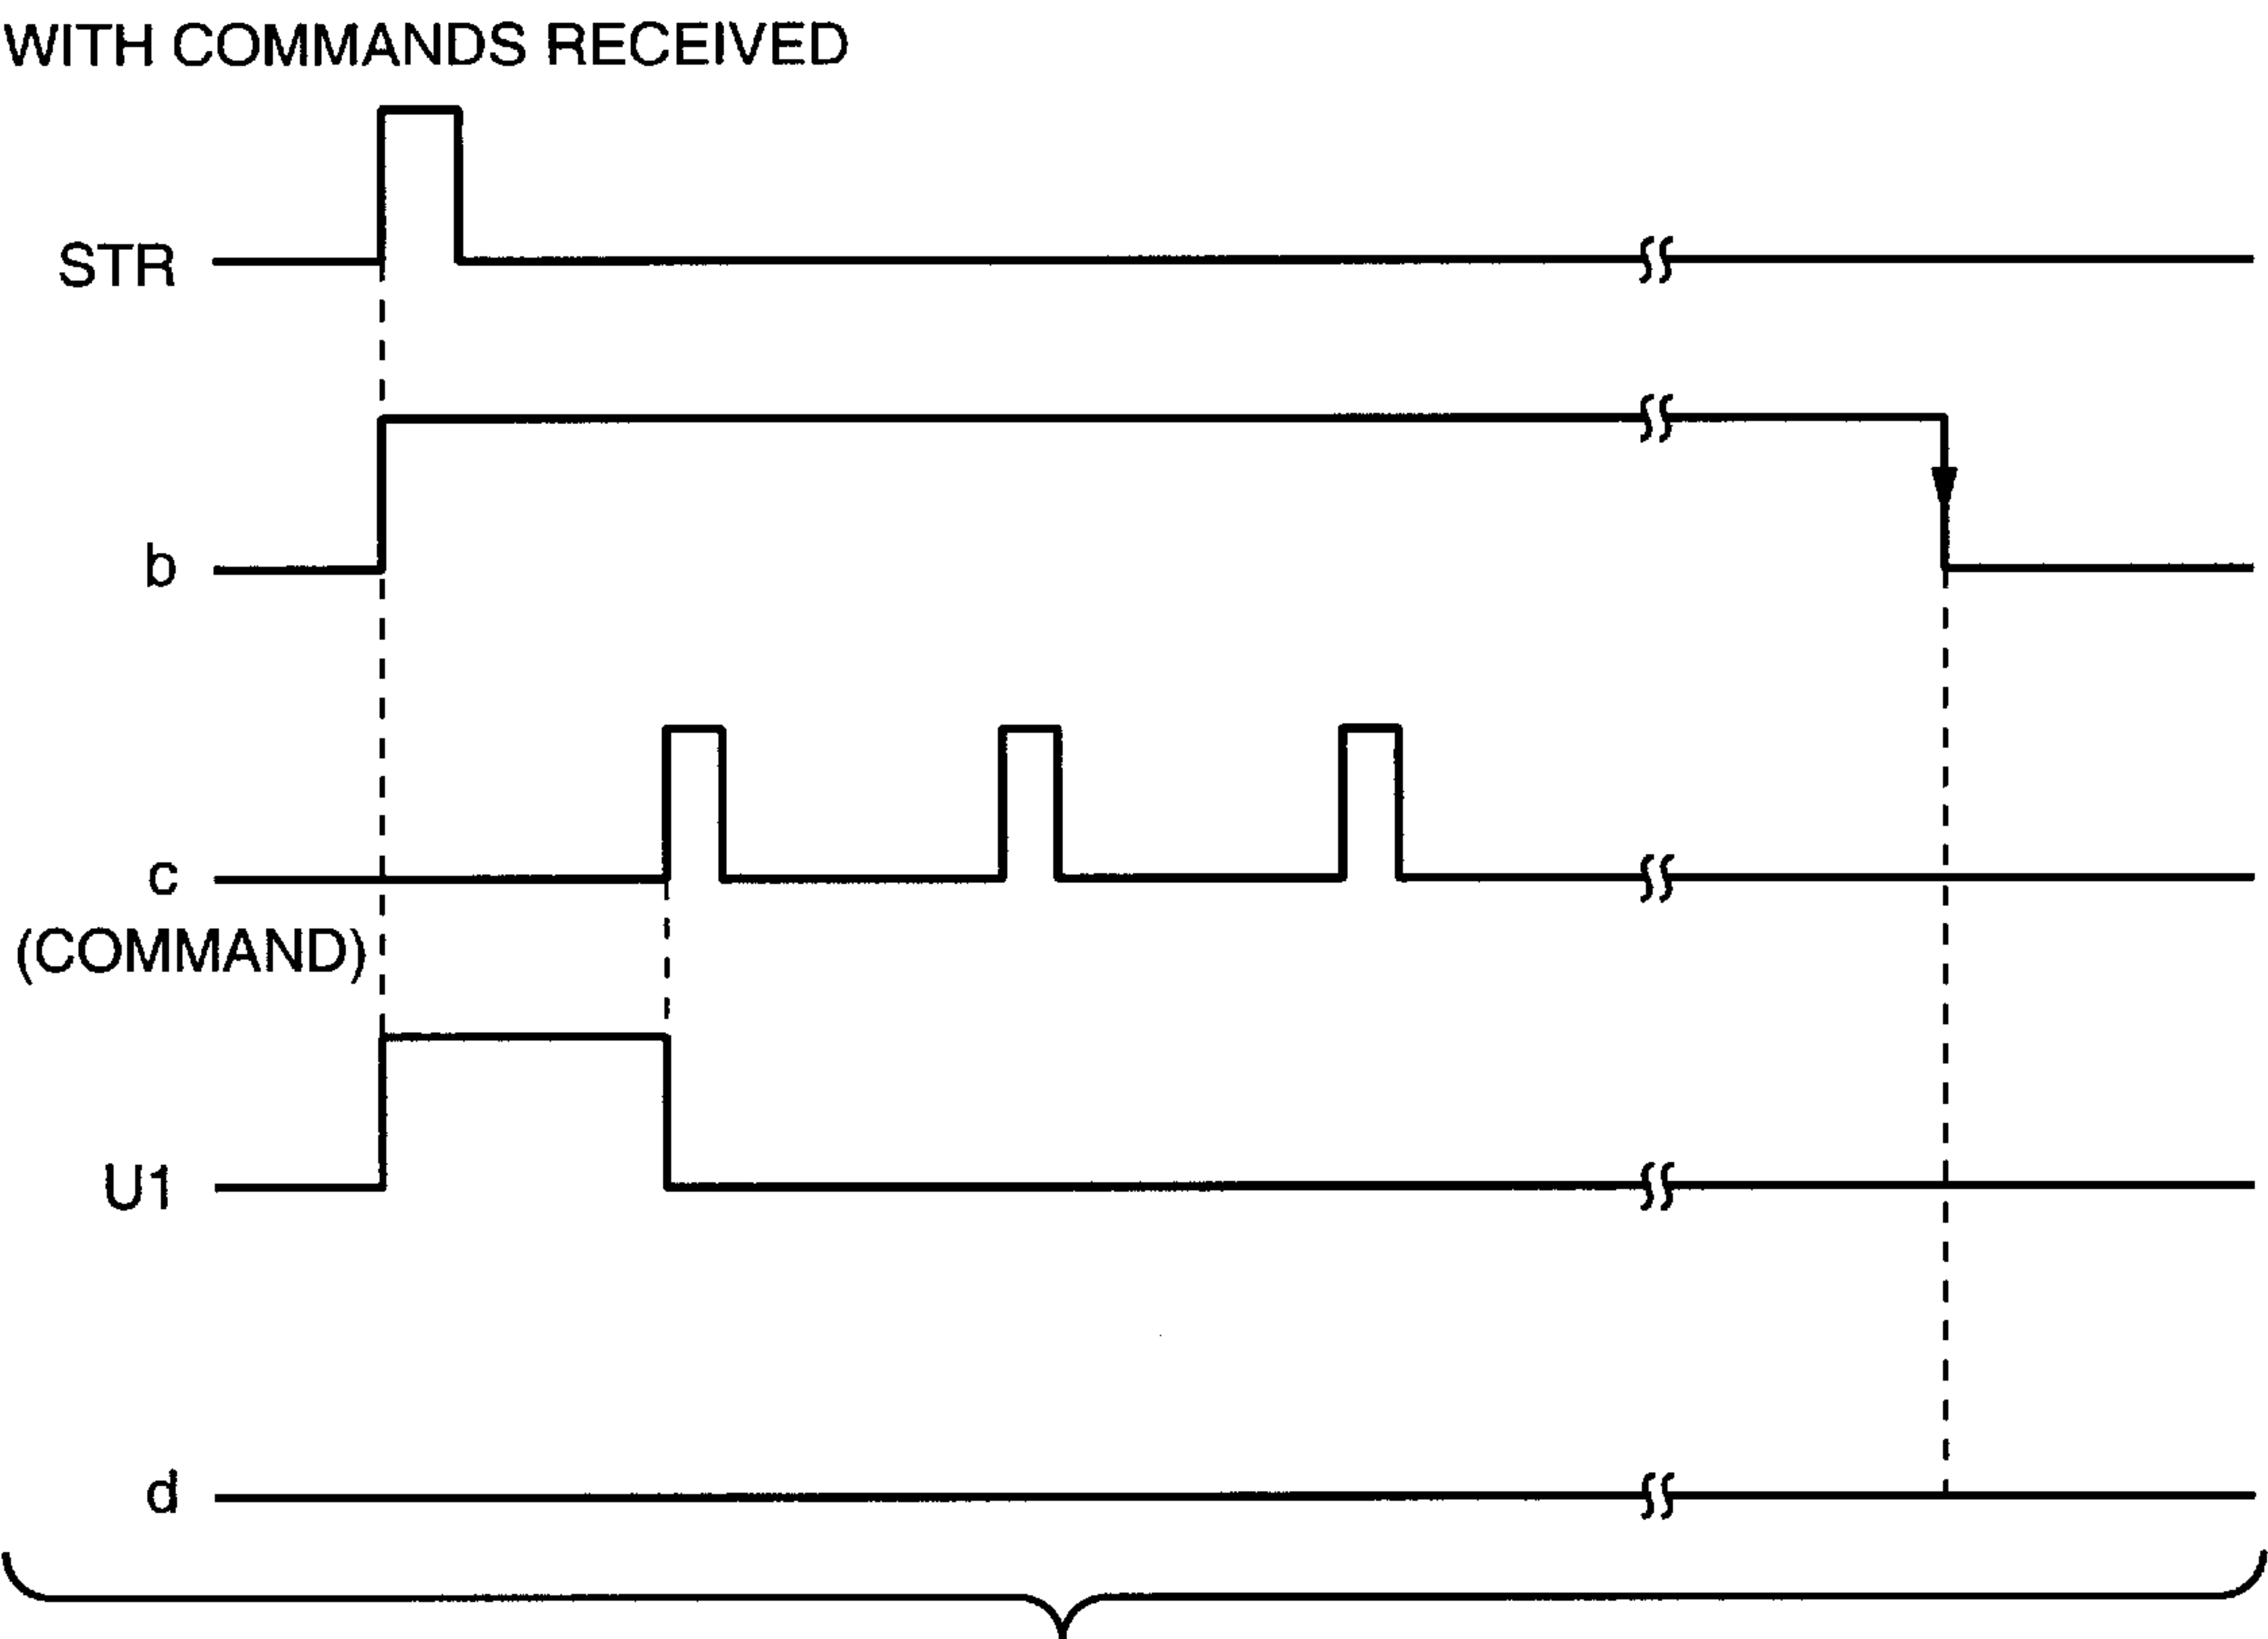 WITH COMMANDS RECEIVED
STR
b
c
(COMMAND)
U1
d